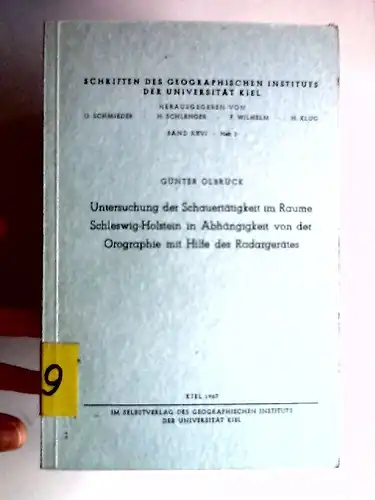 SCHRIFTEN DES GEOGRAPHISCHEN INSTITUTS
DER UNIVERSITÄT KIEL
HERAUSGEGEBEN VON
O. SCHMIEDER H. SCHLENGER F. WILHELM H. KLUG
BAND XXVI · Heft 3
GÜNTER OLBRÜCK
Untersuchung der Schauertätigkeit im Raume
Schleswig-Holstein in Abhängigkeit von der
Orographie mit Hilfe des Radargerätes
9
KIEL 1967
IM SELBSTVERLAG DES GEOGRAPHISCHEN INSTITUTS
DER UNIVERSITÄT KIEL